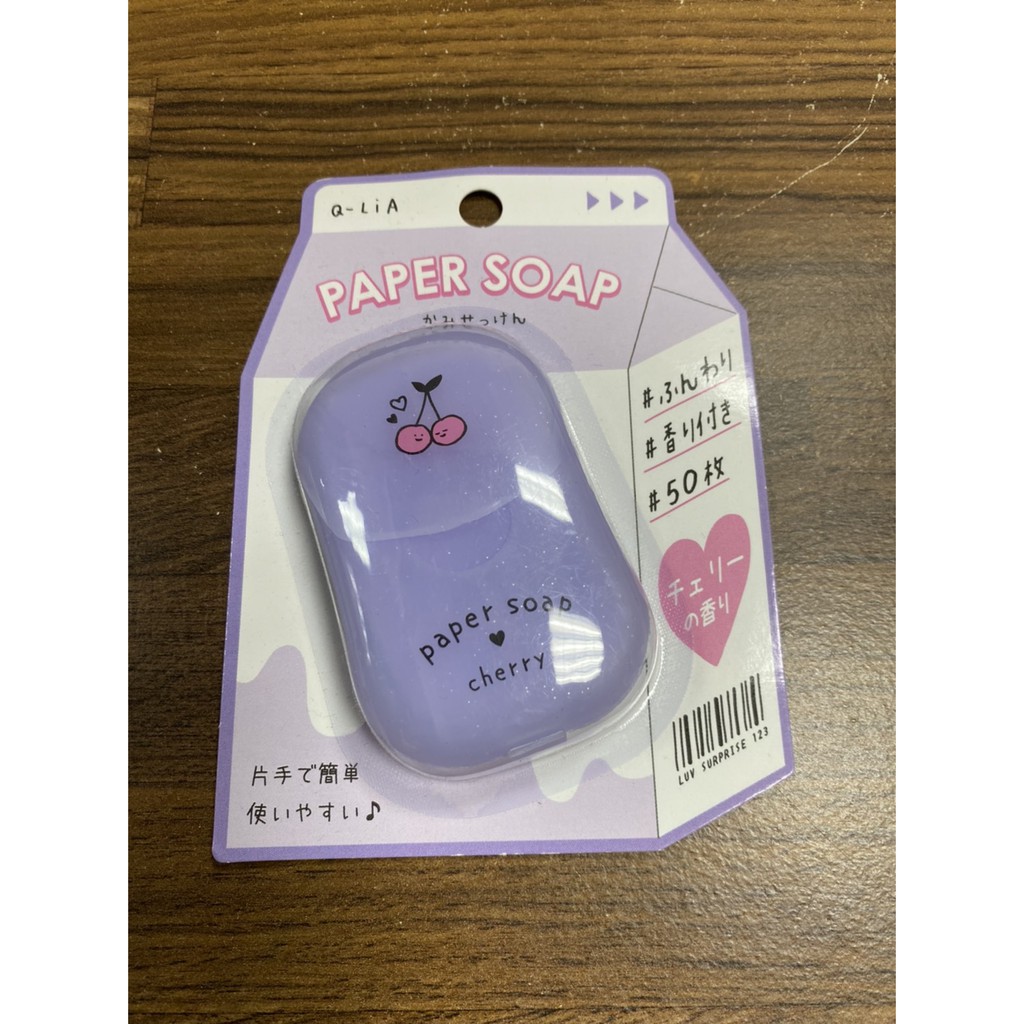 Q-LiA
PAPER SOAP
かみせっけん
#ふんわり
#香り付き
#50枚
チェリー
の香り
paper soap
cherry
LUV SURPRISE 123
片手で簡単
使いやすい♪